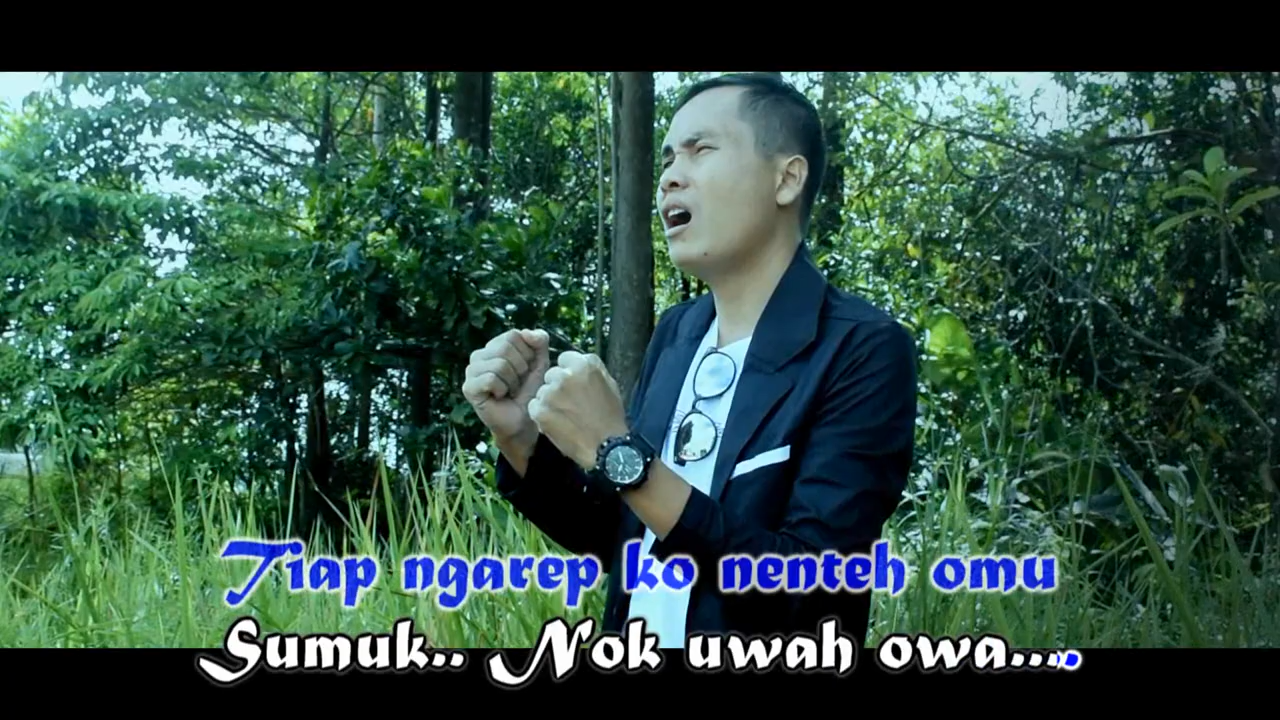 Tiap ngarep ko nenteh omu
Sumuk.. Nok uwah owa.....